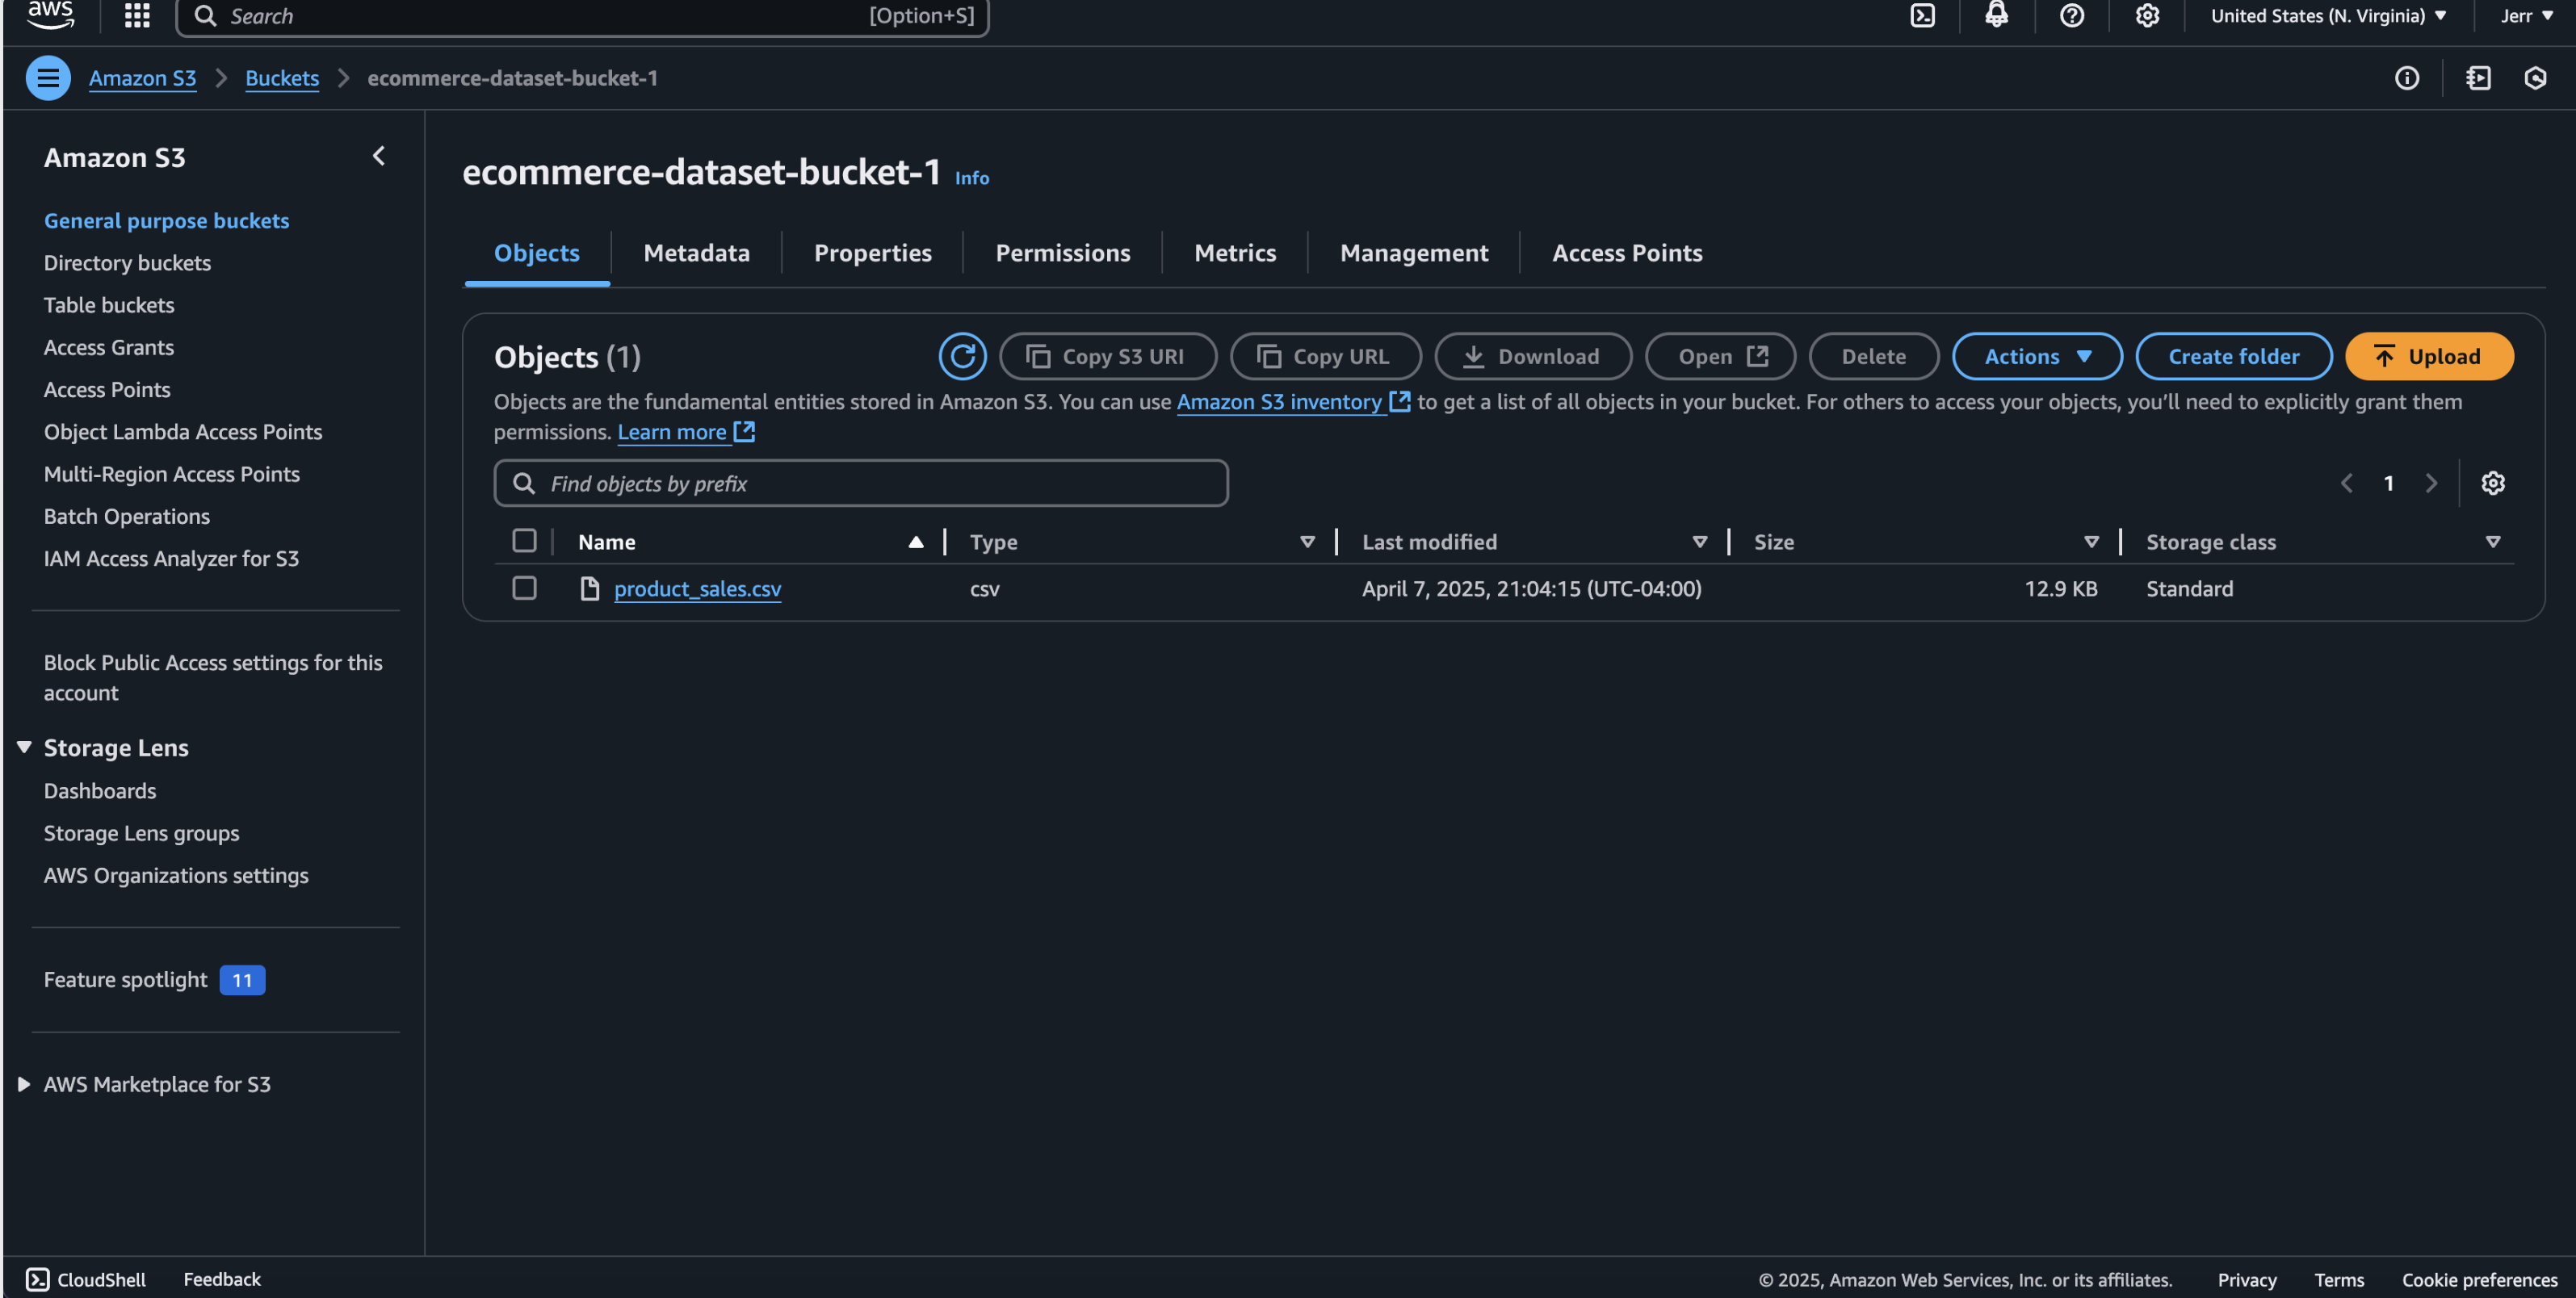 aws
Search [Option+S]
United States (N. Virginia)
Jerr
Amazon S3
Buckets
ecommerce-dataset-bucket-1
Amazon S3
General purpose buckets
Directory buckets
Table buckets
Access Grants
Access Points
Object Lambda Access Points
Multi-Region Access Points
Batch Operations
IAM Access Analyzer for S3
Block Public Access settings for this
account
Storage Lens
Dashboards
Storage Lens groups
AWS Organizations settings
Feature spotlight 11
AWS Marketplace for S3
ecommerce-dataset-bucket-1 Info
Objects Metadata Properties Permissions Metrics Management Access Points
Objects (1)
Copy S3 URI Copy URL Download Open Delete Actions Create folder Upload
Objects are the fundamental entities stored in Amazon S3. You can use Amazon S3 inventory to get a list of all objects in your bucket. For others to access your objects, you’ll need to explicitly grant them
permissions. Learn more
Find objects by prefix
1
Name Type Last modified Size Storage class
product_sales.csv csv April 7, 2025, 21:04:15 (UTC-04:00) 12.9 KB Standard
CloudShell Feedback © 2025, Amazon Web Services, Inc. or its affiliates. Privacy Terms Cookie preferences